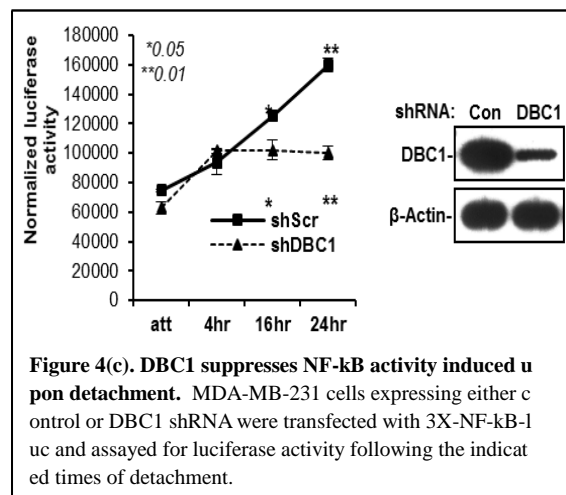 *0.05
**0.01
Normalized luciferase
activity
180000
160000
140000
120000
100000
80000
60000
40000
20000
0
*
**
*
**
shScr
shDBC1
att 4hr 16hr 24hr
shRNA: Con DBC1
DBC1-
β-Actin-
Figure 4(c). DBC1 suppresses NF-kB activity induced u
pon detachment. MDA-MB-231 cells expressing either c
ontrol or DBC1 shRNA were transfected with 3X-NF-kB-l
uc and assayed for luciferase activity following the indicat
ed times of detachment.